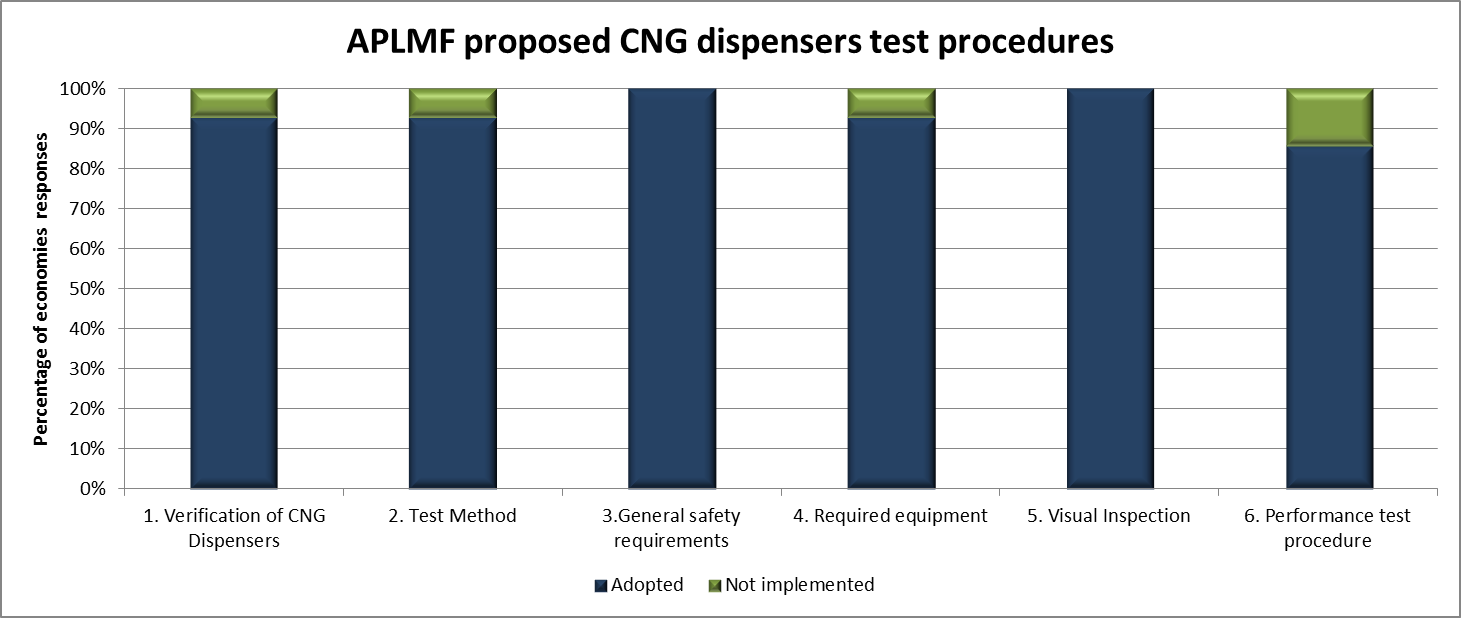 APLMF proposed CNG dispensers test procedures
Percentage of economies responses
100%
90%
80%
70%
60%
50%
40%
30%
20%
10%
0%
1. Verification of CNG
Dispensers
2. Test Method
3.General safety
requirements
4. Required equipment
5. Visual Inspection
6. Performance test
procedure
Adopted
Not implemented